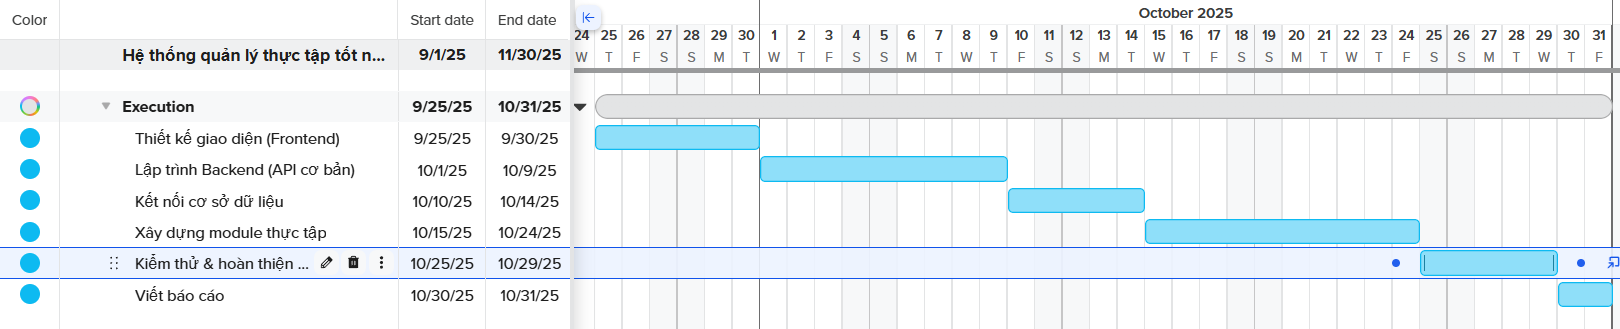 Color Start date End date October 2025
24 25 26 27 28 29 30 1 2 3 4 5 6 7 8 9 10 11 12 13 14 15 16 17 18 19 20 21 22 23 24 25 26 27 28 29 30 31
Hệ thống quản lý thực tập tốt n... 9/1/25 11/30/25
W T F S S M T W T F S S M T W T F S S M T W T F S S M T W T F S S M T W T F
Execution 9/25/25 10/31/25
Thiết kế giao diện (Frontend) 9/25/25 9/30/25
Lập trình Backend (API cơ bản) 10/1/25 10/9/25
Kết nối cơ sở dữ liệu 10/10/25 10/14/25
Xây dựng module thực tập 10/15/25 10/24/25
Kiểm thử & hoàn thiện ... 10/25/25 10/29/25
Viết báo cáo 10/30/25 10/31/25